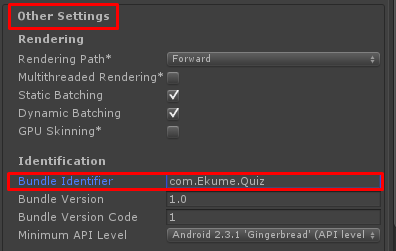 Other Settings
Rendering
Rendering Path* Forward
Multithreaded Rendering*
Static Batching
Dynamic Batching
GPU Skinning*
Identification
Bundle Identifier com.Ekume.Quiz
Bundle Version 1.0
Bundle Version Code 1
Minimum API Level Android 2.3.1 'Gingerbread' (API level